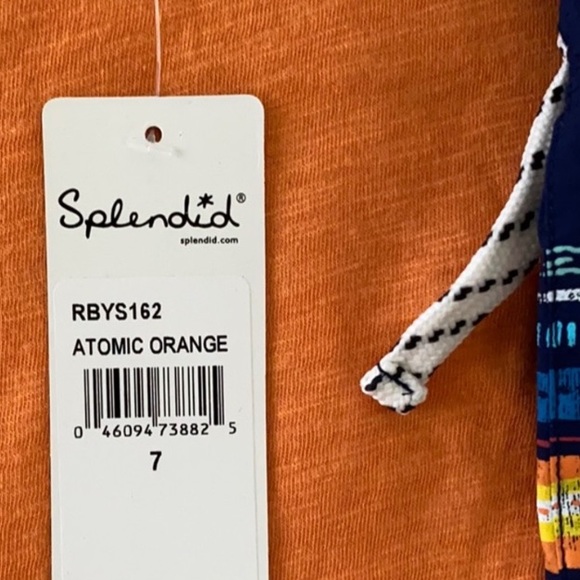 Splendid®
splendid.com
RBYS162
ATOMIC ORANGE
0 46094 73882 5
7